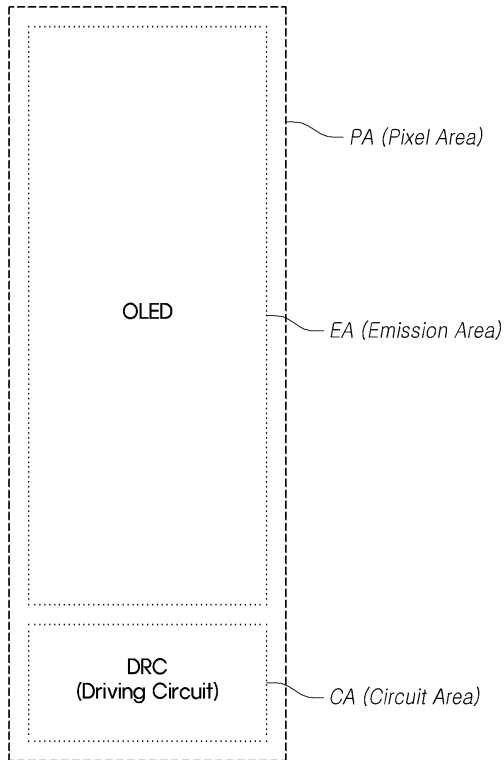 PA (Pixel Area)
OLED
EA (Emission Area)
DRC
(Driving Circuit)
CA (Circuit Area)